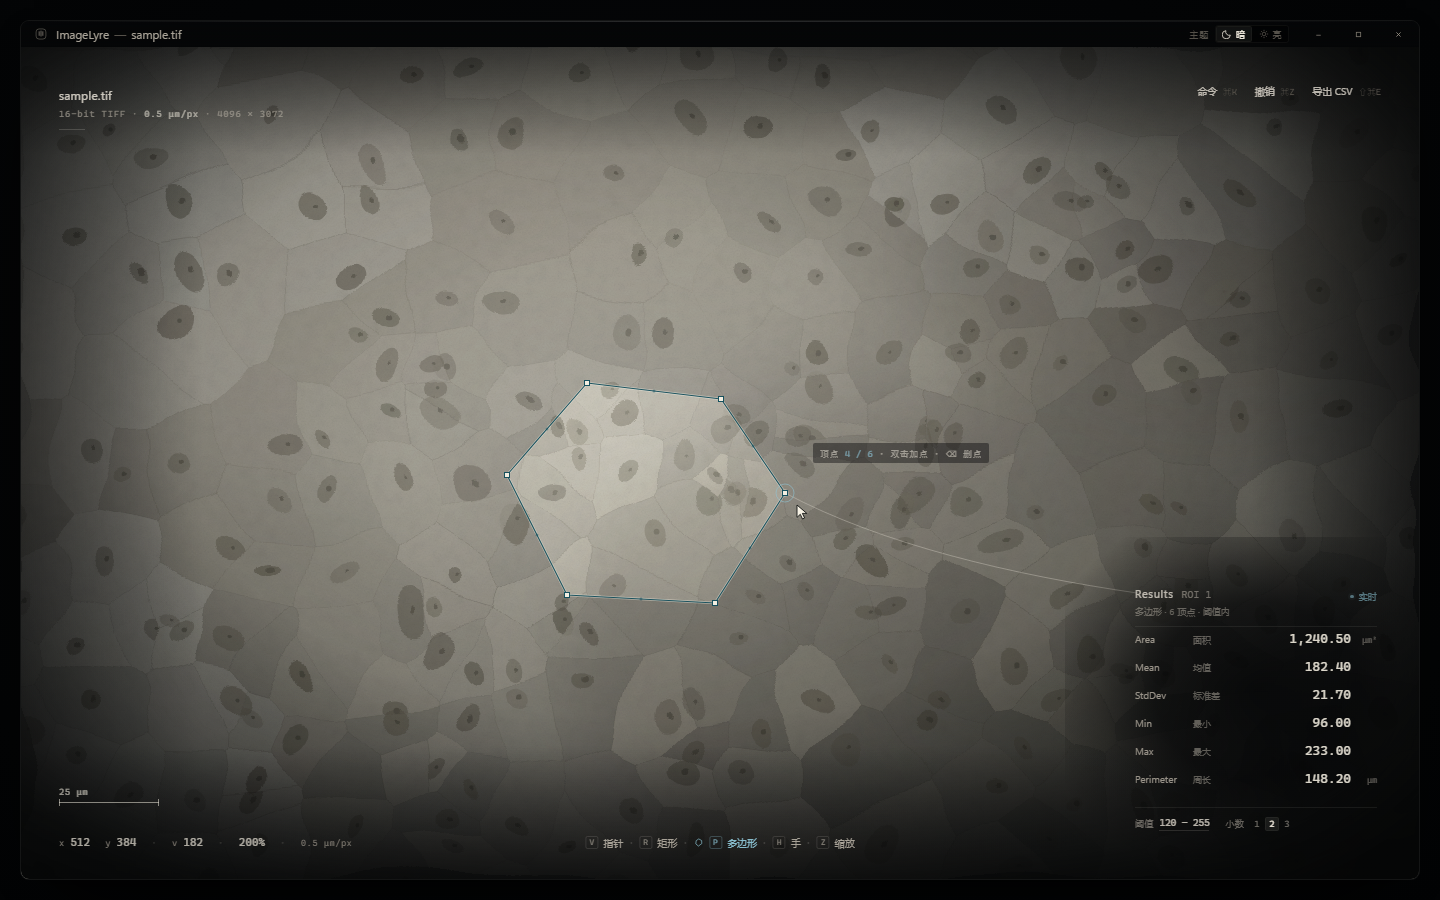 ImageLyre — sample.tif
主题 暗 亮
sample.tif
16-bit TIFF · 0.5 µm/px · 4096 × 3072
命令 ⌘K 撤销 ⌘Z 导出 CSV ⇧⌘E
顶点 4 / 6 · 双击加点 · ⌫ 删点
Results ROI 1
实时
多边形 · 6 顶点 · 阈值内
Area 面积 1,240.50 µm²
Mean 均值 182.40
StdDev 标准差 21.70
Min 最小 96.00
Max 最大 233.00
Perimeter 周长 148.20 µm
阈值 120 – 255 小数 1 2 3
25 µm
x 512 y 384 · v 182 · 200% · 0.5 µm/px
V 指针 · R 矩形 · P 多边形 · H 手 · Z 缩放